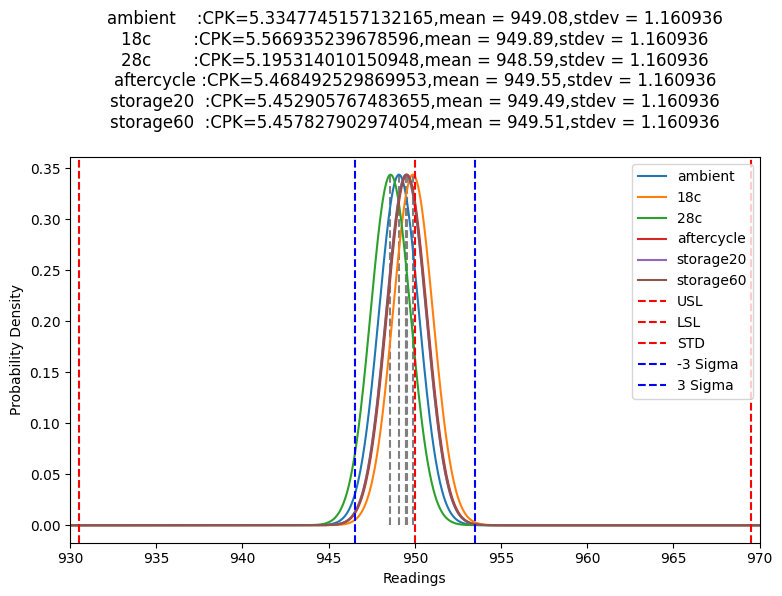 ambient :CPK=5.3347745157132165,mean = 949.08,stdev = 1.160936
18c :CPK=5.566935239678596,mean = 949.89,stdev = 1.160936
28c :CPK=5.195314010150948,mean = 948.59,stdev = 1.160936
aftercycle :CPK=5.468492529869953,mean = 949.55,stdev = 1.160936
storage20 :CPK=5.452905767483655,mean = 949.49,stdev = 1.160936
storage60 :CPK=5.457827902974054,mean = 949.51,stdev = 1.160936
0.35
0.30
0.25
0.20
0.15
0.10
0.05
0.00
Probability Density
ambient
18c
28c
aftercycle
storage20
storage60
USL
LSL
STD
-3 Sigma
3 Sigma
930 935 940 945 950 955 960 965 970
Readings